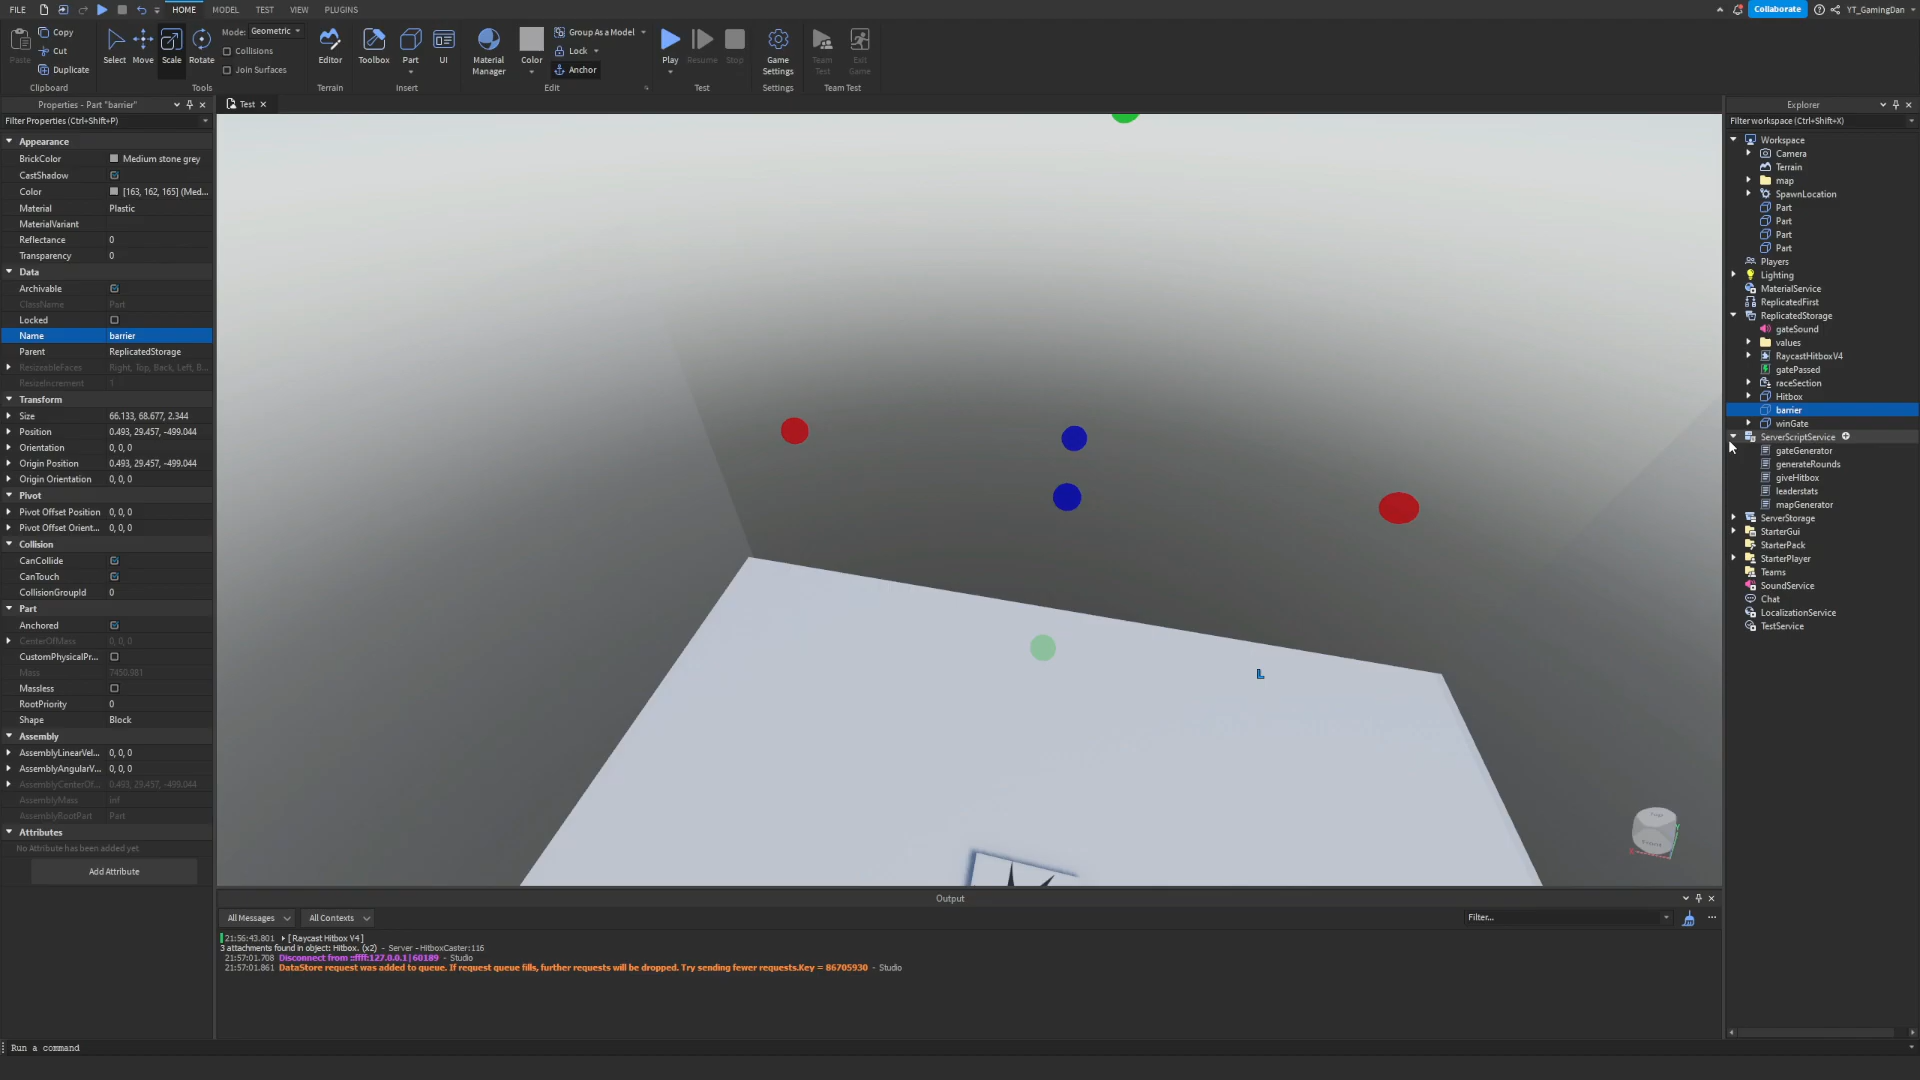 FILE HOME MODEL TEST VIEW PLUGINS Collaborate YT_GamingDan
Paste Copy Cut Duplicate Clipboard
Select Move Scale Rotate Mode: Geometric Collisions Join Surfaces Tools
Editor Terrain
Toolbox Part UI Insert
Material Manager Color Group As a Model Lock Anchor Edit
Play Resume Stop Test
Game Settings Settings
Team Test Exit Game Team Test
Properties - Part "barrier"
Filter Properties (Ctrl+Shift+P)
Appearance
BrickColor Medium stone grey
CastShadow
Color [163, 162, 165] (Med...
Material Plastic
MaterialVariant
Reflectance 0
Transparency 0
Data
Archivable
ClassName Part
Locked
Name barrier
Parent ReplicatedStorage
ResizeableFaces Right, Top, Back, Left, B...
ResizeIncrement 1
Transform
Size 66.133, 68.677, 2.344
Position 0.493, 29.457, -499.044
Orientation 0, 0, 0
Origin Position 0.493, 29.457, -499.044
Origin Orientation 0, 0, 0
Pivot
Pivot Offset Position 0, 0, 0
Pivot Offset Orient... 0, 0, 0
Collision
CanCollide
CanTouch
CollisionGroupId 0
Part
Anchored
CenterOfMass 0, 0, 0
CustomPhysicalPr...
Mass 7450.981
Massless
RootPriority 0
Shape Block
Assembly
AssemblyLinearVel... 0, 0, 0
AssemblyAngularV... 0, 0, 0
AssemblyCenterOf... 0.493, 29.457, -499.044
AssemblyMass inf
AssemblyRootPart Part
Attributes
No Attribute has been added yet
Add Attribute
Test
L
Output
All Messages All Contexts Filter...
21:56:43.801 [Raycast Hitbox V4]
3 attachments found in object: Hitbox. (x2) - Server - HitboxCaster:116
21:57:01.708 Disconnect from ::ffff:127.0.0.1|60189 - Studio
21:57:01.861 DataStore request was added to queue. If request queue fills, further requests will be dropped. Try sending fewer requests.Key = 86705930 - Studio
Explorer
Filter workspace (Ctrl+Shift+X)
Workspace
Camera
Terrain
map
SpawnLocation
Part
Part
Part
Part
Players
Lighting
MaterialService
ReplicatedFirst
ReplicatedStorage
gateSound
values
RaycastHitboxV4
gatePassed
raceSection
Hitbox
barrier
winGate
ServerScriptService
gateGenerator
generateRounds
giveHitbox
leaderstats
mapGenerator
ServerStorage
StarterGui
StarterPack
StarterPlayer
Teams
SoundService
Chat
LocalizationService
TestService
Run a command